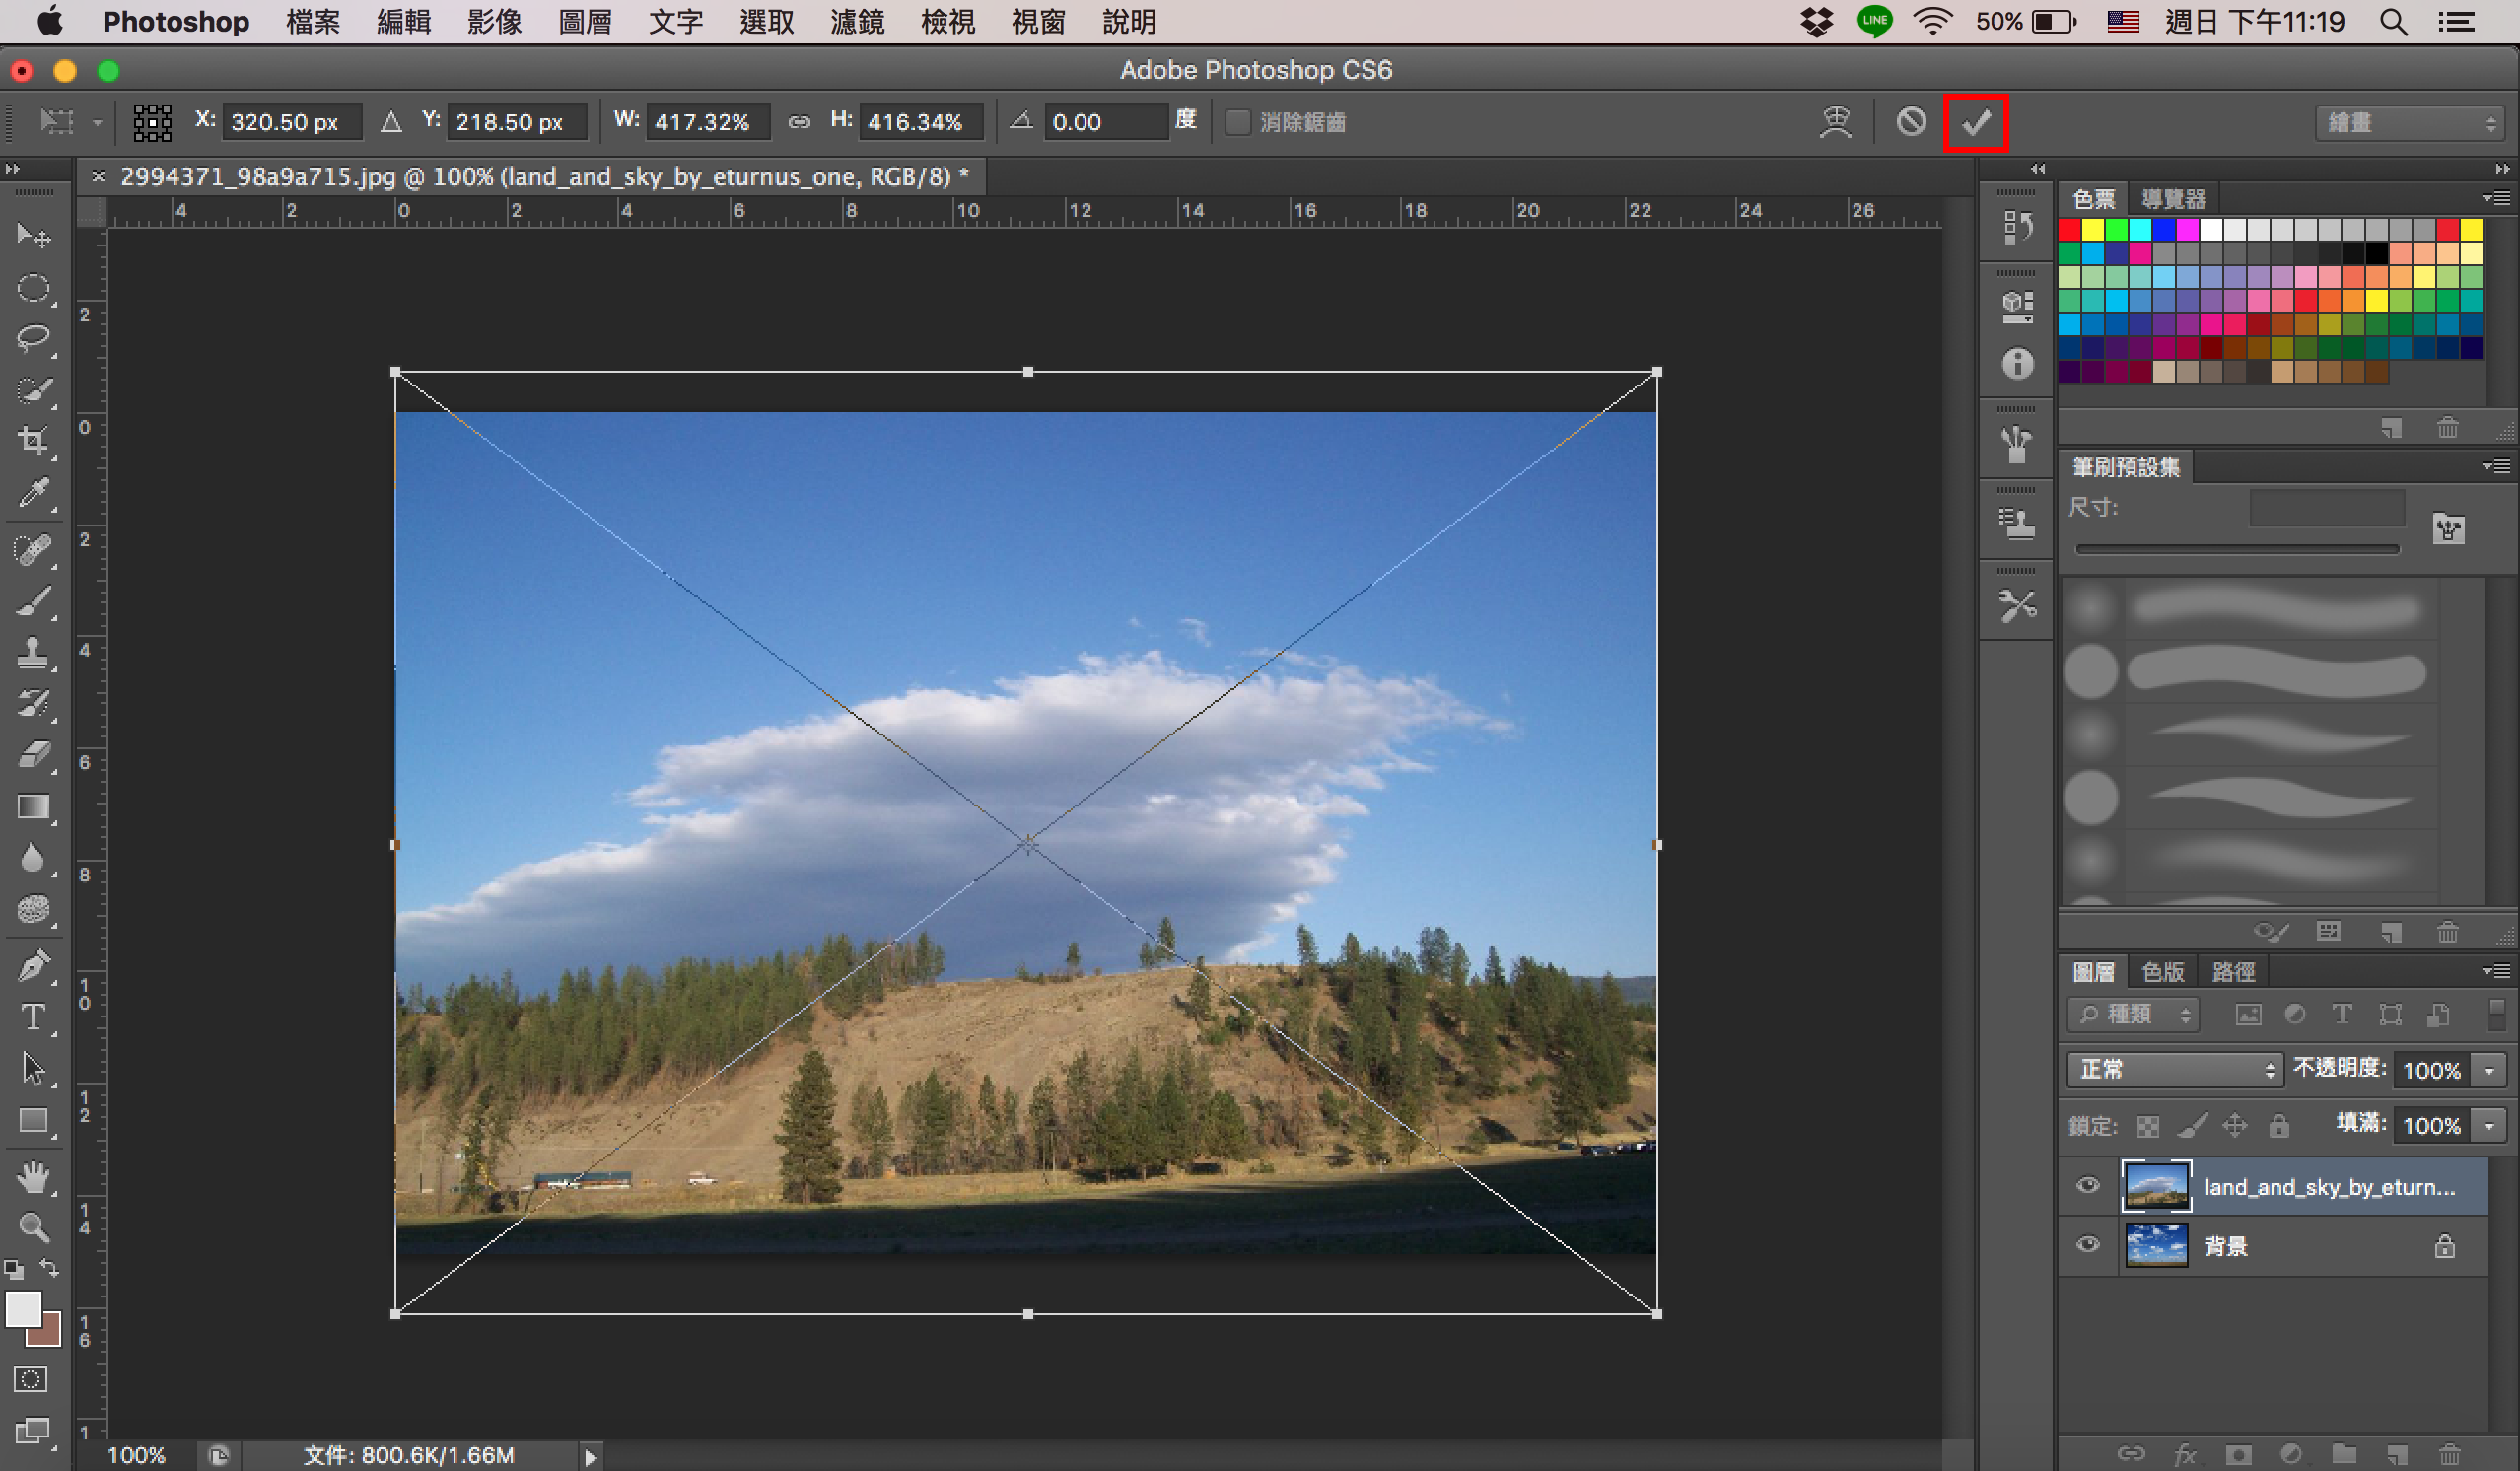 Photoshop 檔案 編輯 影像 圖層 文字 選取 濾鏡 檢視 視窗 說明 LINE 50% 週日 下午11:19
Adobe Photoshop CS6
X: 320.50 px Y: 218.50 px W: 417.32% H: 416.34% 0.00 度 消除鋸齒 繪畫
× 2994371_98a9a715.jpg @ 100% (land_and_sky_by_eturnus_one, RGB/8) *
4 2 0 2 4 6 8 10 12 14 16 18 20 22 24 26
2
0
2
4
6
8
10
12
14
16
1
色票 導覽器
筆刷預設集
尺寸:
圖層 色版 路徑
種類
正常 不透明度: 100%
鎖定: 填滿: 100%
land_and_sky_by_eturn...
背景
100% 文件: 800.6K/1.66M